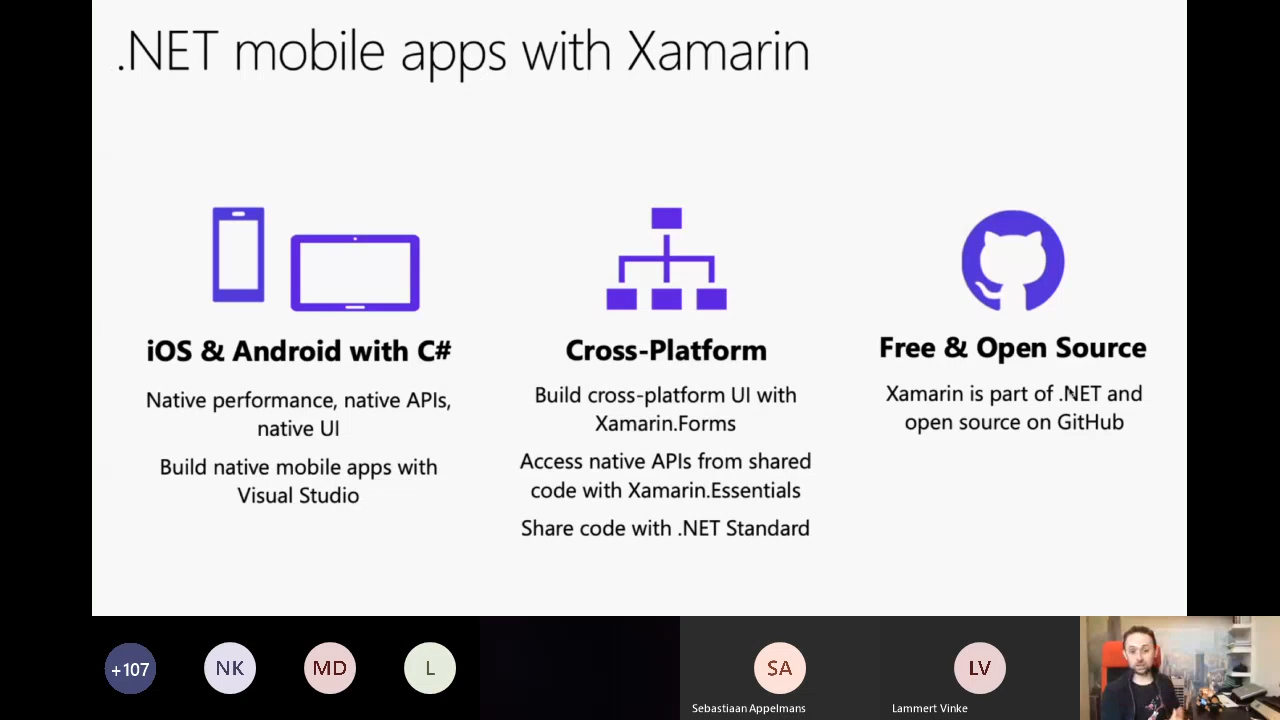 .NET mobile apps with Xamarin
iOS & Android with C#
Native performance, native APIs,
native UI
Build native mobile apps with
Visual Studio
Cross-Platform
Build cross-platform UI with
Xamarin.Forms
Access native APIs from shared
code with Xamarin.Essentials
Share code with .NET Standard
Free & Open Source
Xamarin is part of .NET and
open source on GitHub
+107
NK
MD
L
SA
Sebastiaan Appelmans
LV
Lammert Vinke